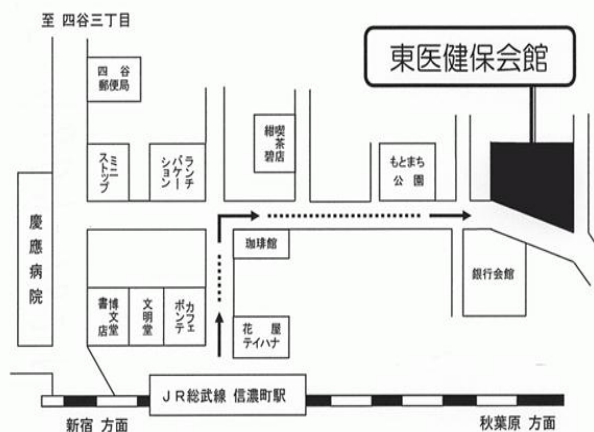 至 四谷三丁目
東医健保会館
四谷
郵便局
ミニ
ストップ
ランチ
バケー
ション
喫茶店
紺碧
もとまち
公園
慶應病院
珈琲館
銀行会館
博文堂
書店
文明堂
カフェ
ポンテ
花屋
テイハナ
JR総武線 信濃町駅
新宿 方面
秋葉原 方面